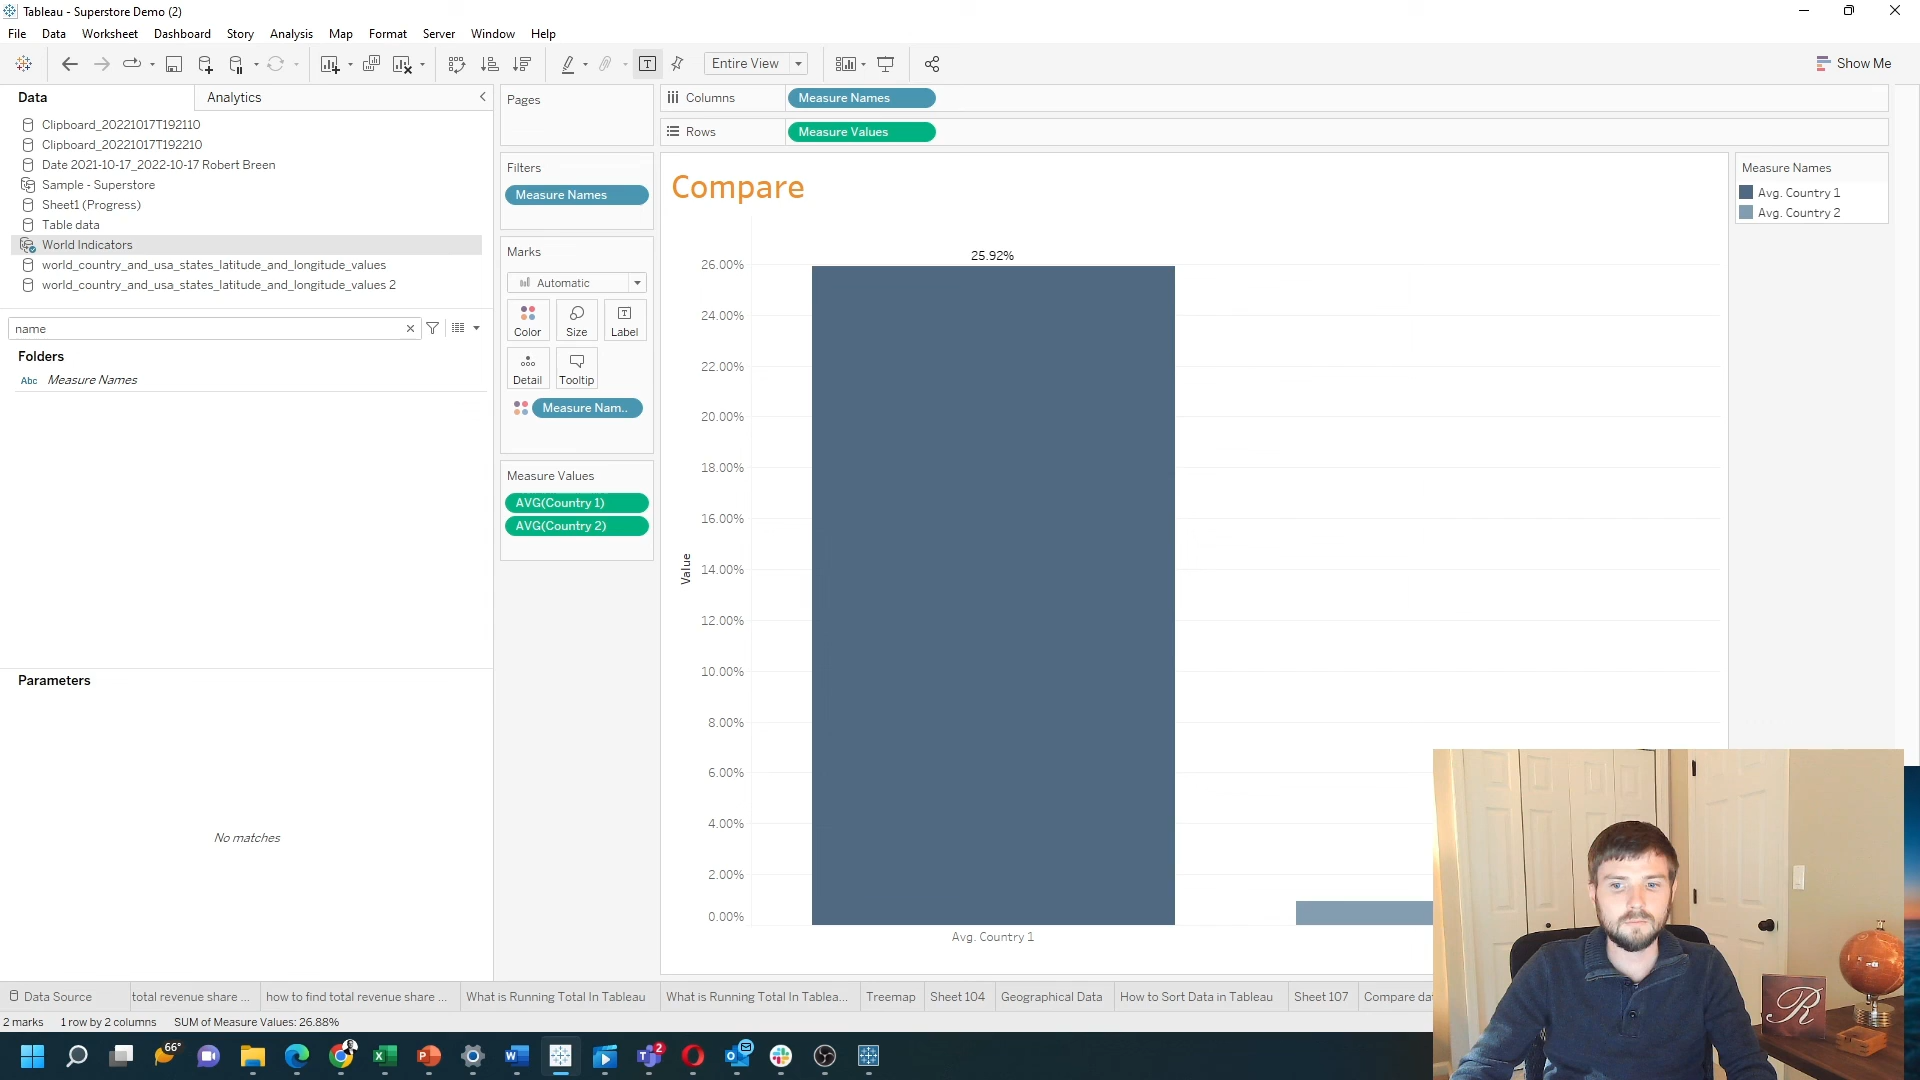 Tableau - Superstore Demo (2)
File Data Worksheet Dashboard Story Analysis Map Format Server Window Help
Entire View
Show Me
Data
Analytics
Clipboard_20221017T192110
Clipboard_20221017T192210
Date 2021-10-17_2022-10-17 Robert Breen
Sample - Superstore
Sheet1 (Progress)
Table data
World Indicators
world_country_and_usa_states_latitude_and_longitude_values
world_country_and_usa_states_latitude_and_longitude_values 2
name
Folders
Abc Measure Names
Parameters
No matches
Pages
Filters
Measure Names
Marks
Automatic
Color Size Label
Detail Tooltip
Measure Nam..
Measure Values
AVG(Country 1)
AVG(Country 2)
Columns Measure Names
Rows Measure Values
Compare
25.92%
26.00%
24.00%
22.00%
20.00%
18.00%
16.00%
14.00%
12.00%
10.00%
8.00%
6.00%
4.00%
2.00%
0.00%
Value
Avg. Country 1
Measure Names
Avg. Country 1
Avg. Country 2
Data Source total revenue share ... how to find total revenue share ... What is Running Total In Tableau What is Running Total In Tablea... Treemap Sheet 104 Geographical Data How to Sort Data in Tableau Sheet 107 Compare da
2 marks 1 row by 2 columns SUM of Measure Values: 26.88%
66°
2
R